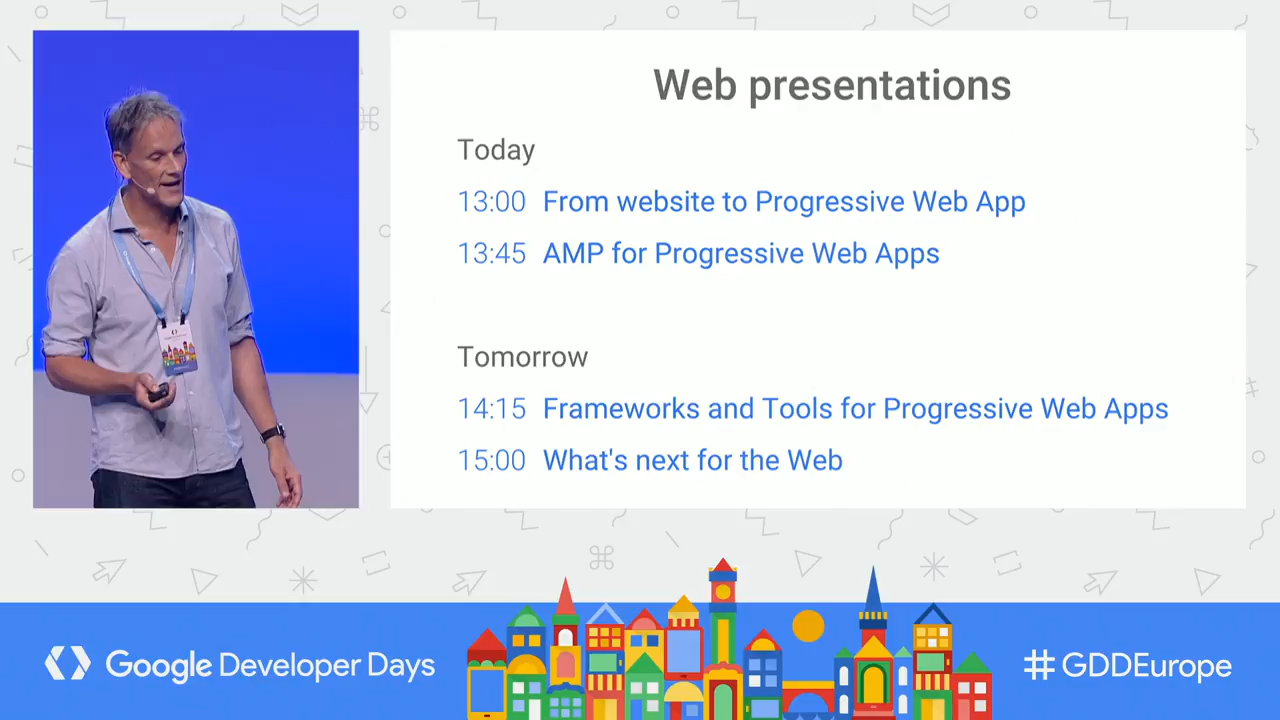 Web presentations
Today
13:00 From website to Progressive Web App
13:45 AMP for Progressive Web Apps
Tomorrow
14:15 Frameworks and Tools for Progressive Web Apps
15:00 What's next for the Web
Google Developer Days
#GDDEurope